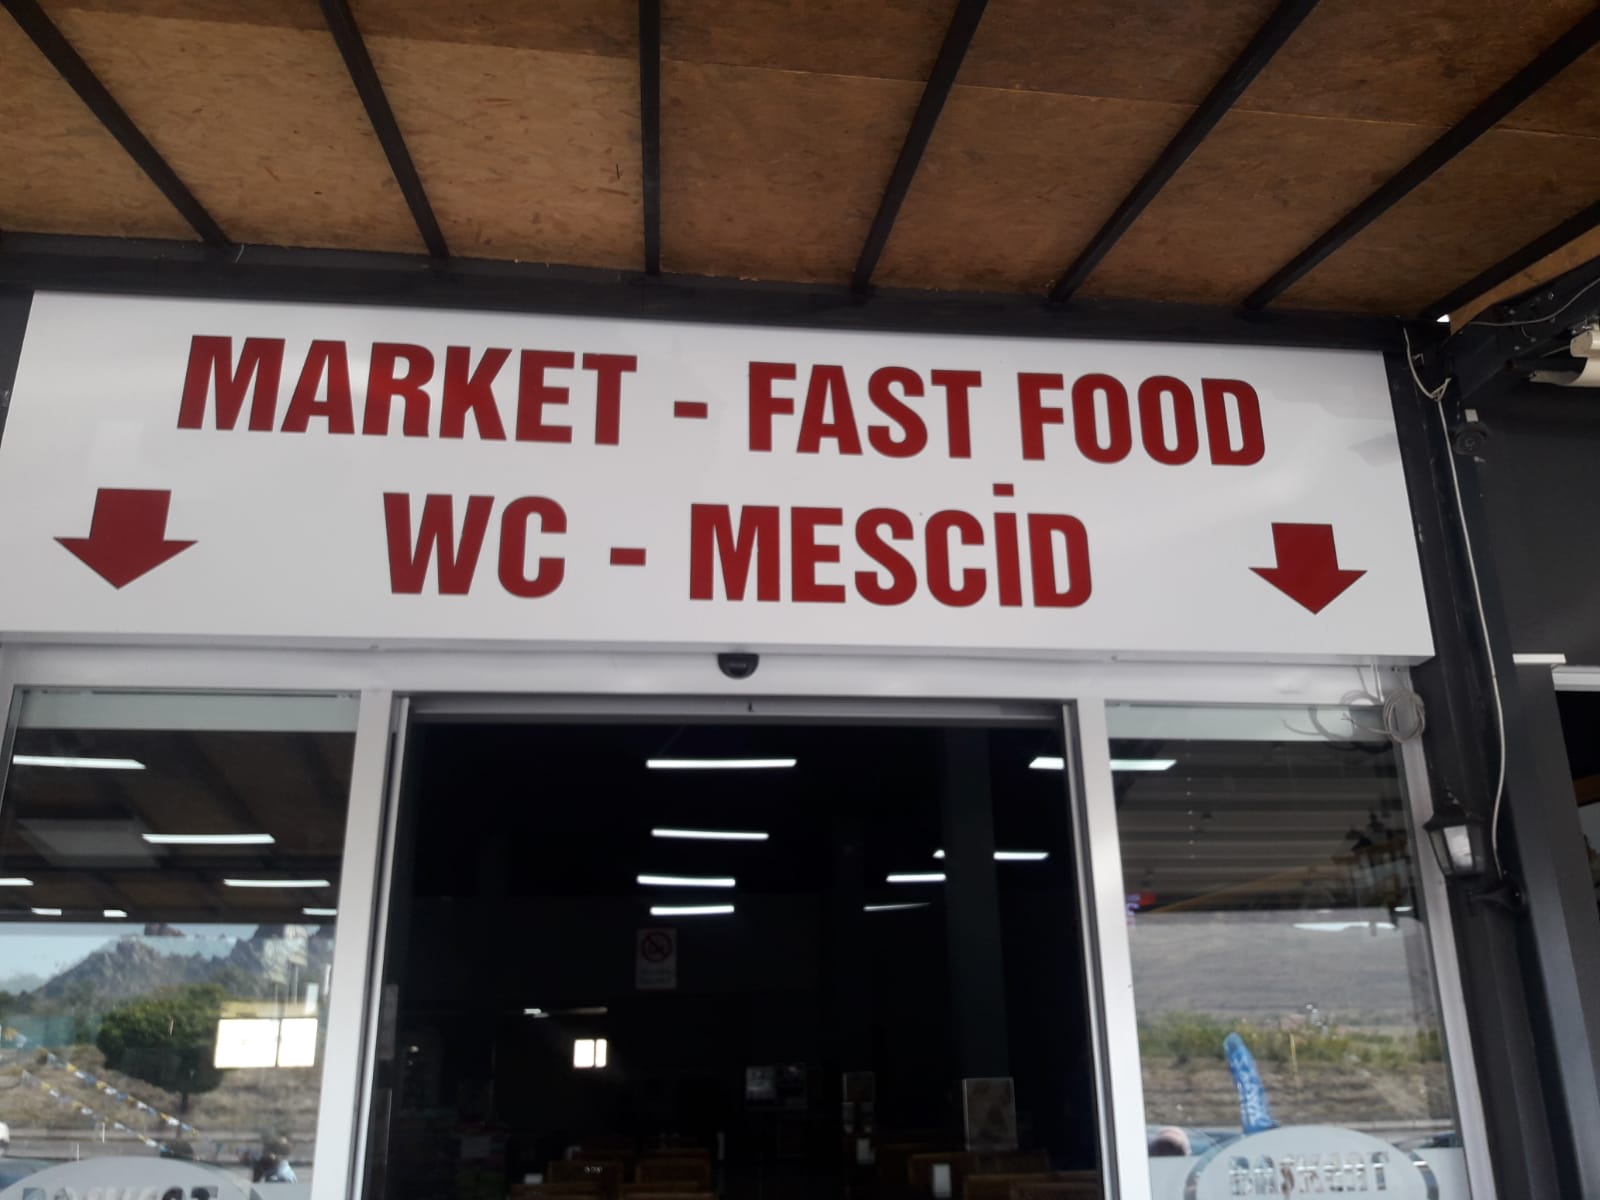 MARKET - FAST FOOD
WC - MESCİD